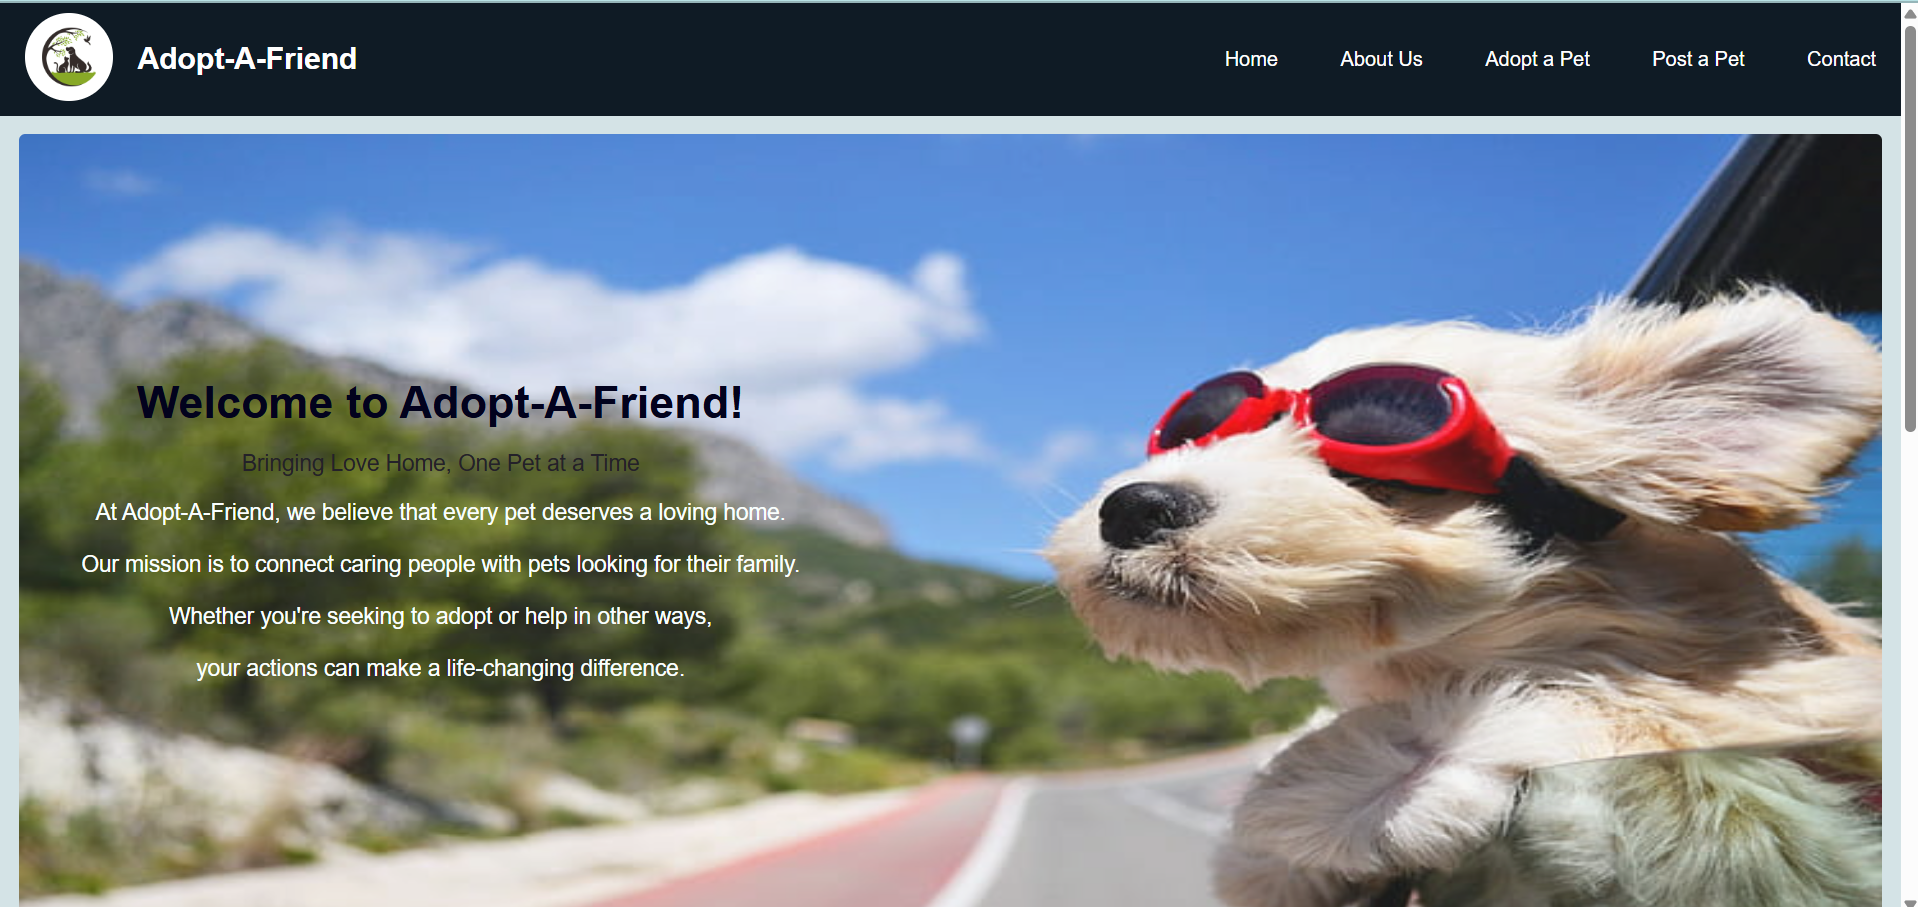 Adopt-A-Friend
Home About Us Adopt a Pet Post a Pet Contact
Welcome to Adopt-A-Friend!
Bringing Love Home, One Pet at a Time
At Adopt-A-Friend, we believe that every pet deserves a loving home.
Our mission is to connect caring people with pets looking for their family.
Whether you're seeking to adopt or help in other ways,
your actions can make a life-changing difference.